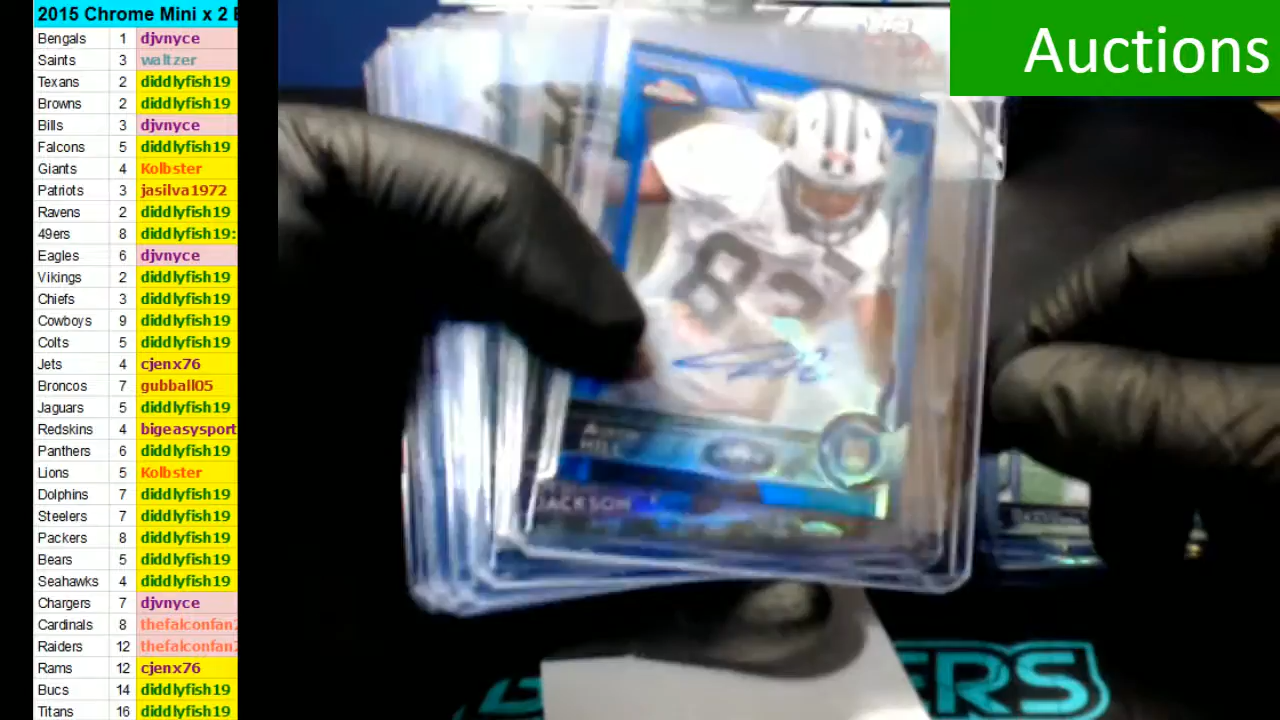 2015 Chrome Mini x 2 B
Bengals 1 djvnyce
Saints 3 waltzer
Texans 2 diddlyfish19
Browns 2 diddlyfish19
Bills 3 djvnyce
Falcons 5 diddlyfish19
Giants 4 Kolbster
Patriots 3 jasilva1972
Ravens 2 diddlyfish19
49ers 8 diddlyfish19:
Eagles 6 djvnyce
Vikings 2 diddlyfish19
Chiefs 3 diddlyfish19
Cowboys 9 diddlyfish19
Colts 5 diddlyfish19
Jets 4 cjenx76
Broncos 7 gubball05
Jaguars 5 diddlyfish19
Redskins 4 bigeasysport
Panthers 6 diddlyfish19
Lions 5 Kolbster
Dolphins 7 diddlyfish19
Steelers 7 diddlyfish19
Packers 8 diddlyfish19
Bears 5 diddlyfish19
Seahawks 4 diddlyfish19
Chargers 7 djvnyce
Cardinals 8 thefalconfan
Raiders 12 thefalconfan
Rams 12 cjenx76
Bucs 14 diddlyfish19
Titans 16 diddlyfish19
Auctions
HILL
JACKSON
ERS